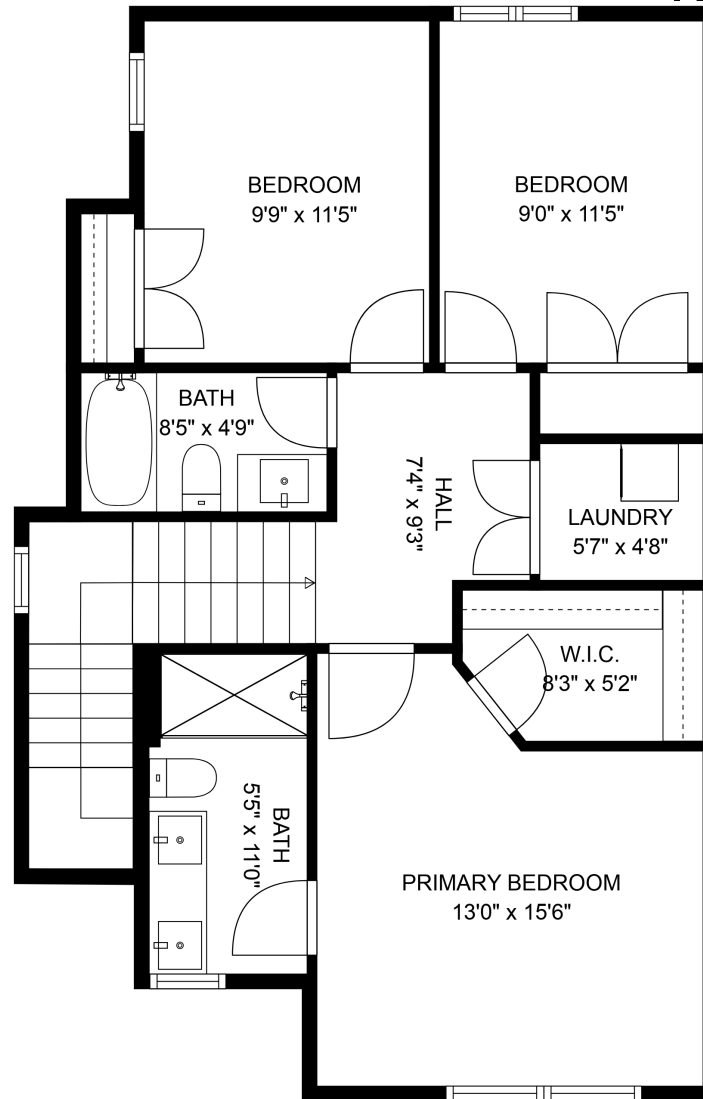 BEDROOM
9'9" x 11'5"
BEDROOM
9'0" x 11'5"
BATH
8'5" x 4'9"
HALL
7'4" x 9'3"
LAUNDRY
5'7" x 4'8"
W.I.C.
8'3" x 5'2"
BATH
5'5" x 11'0"
PRIMARY BEDROOM
13'0" x 15'6"